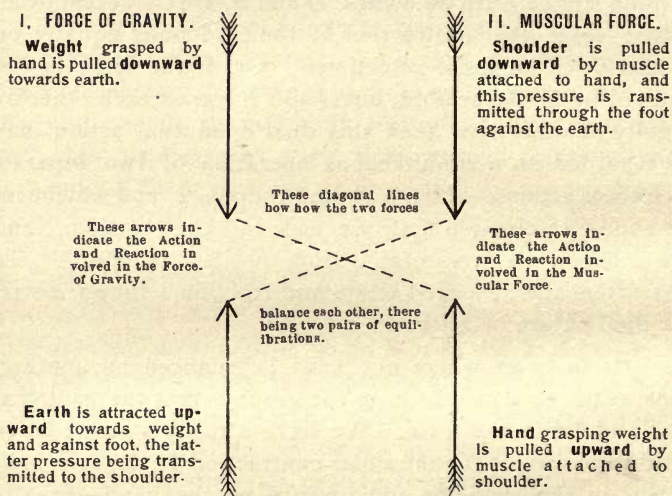 I. FORCE OF GRAVITY.
Weight grasped by
hand is pulled downward
towards earth.
II. MUSCULAR FORCE.
Shoulder is pulled
downward by muscle
attached to hand, and
this pressure is rans-
mitted through the foot
against the earth.
These diagonal lines
how how the two forces
These arrows in-
dicate the Action
and Reaction in
volved in the Force-
of Gravity.
These arrows in-
dicate the Action
and Reaction in-
volved in the Mus-
cular Force.
balance each other, there
being two pairs of equil-
ibrations.
Earth is attracted up-
ward towards weight
and against foot, the lat-
ter pressure being trans-
mitted to the shoulder.
Hand grasping weight
is pulled upward by
muscle attached to
shoulder.